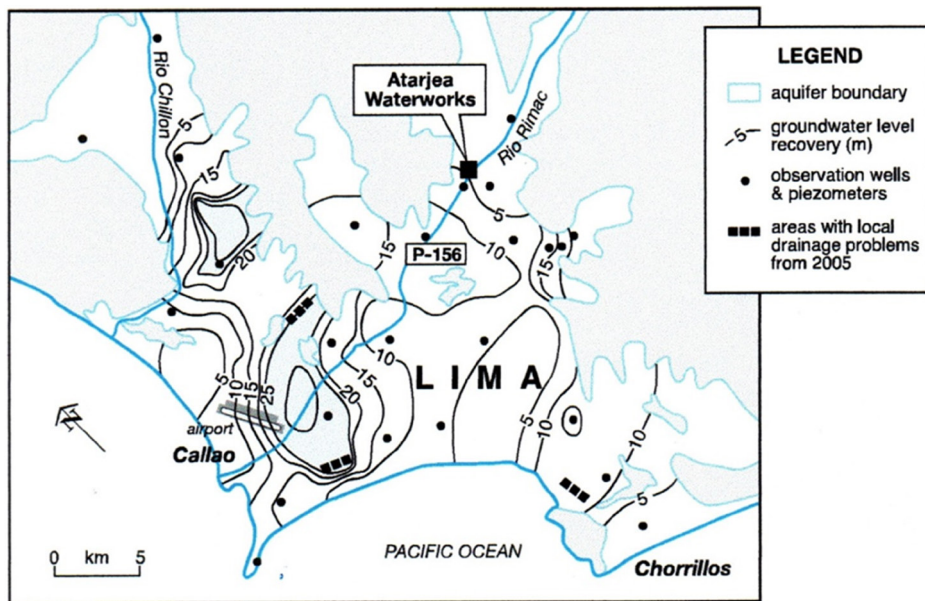 Rio Chillon
Atarjea
Waterworks
Rio Rimac
P-156
5
15
20
5
10
15
15
5
10
15
25
10
15
20
5
10
10
5
LIMA
airport
Callao
N
0 km 5
PACIFIC OCEAN
Chorrillos
LEGEND
aquifer boundary
5 groundwater level
recovery (m)
observation wells
& piezometers
areas with local
drainage problems
from 2005